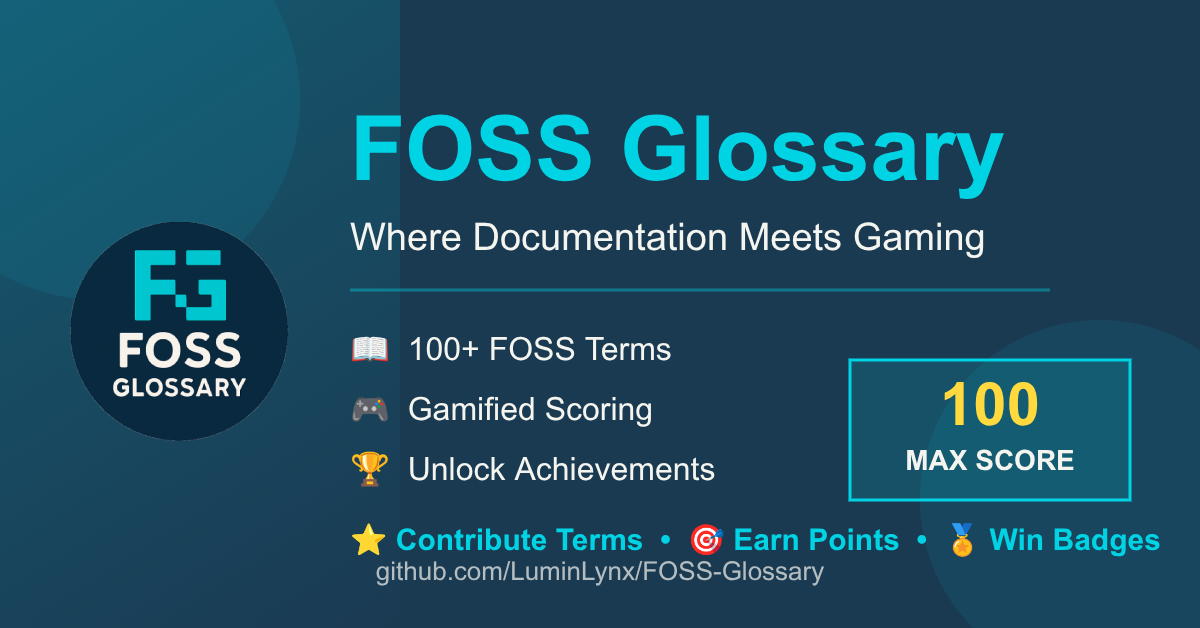 FOSS Glossary
Where Documentation Meets Gaming
FG
FOSS
GLOSSARY
📖 100+ FOSS Terms
🎮 Gamified Scoring
🏆 Unlock Achievements
100
MAX SCORE
⭐ Contribute Terms • 🎯 Earn Points • 🏅 Win Badges
github.com/LuminLynx/FOSS-Glossary